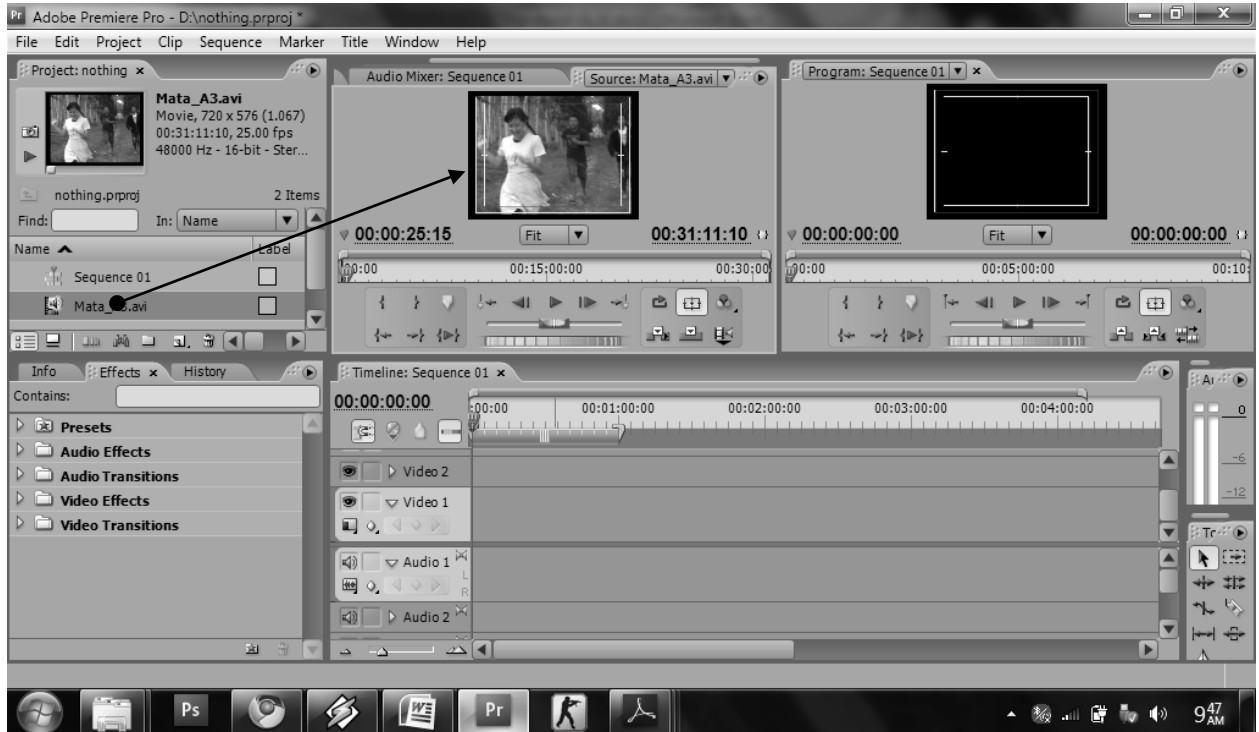 Pr Adobe Premiere Pro - D:\nothing.prproj *
File Edit Project Clip Sequence Marker Title Window Help
Project: nothing ×
Mata_A3.avi
Movie, 720 x 576 (1.067)
00:31:11:10, 25.00 fps
48000 Hz - 16-bit - Ster...
nothing.prproj 2 Items
Find: In: Name
Name Label
Sequence 01
Mata_A3.avi
Audio Mixer: Sequence 01
Source: Mata_A3.avi
00:00:25:15 Fit 00:31:11:10
00:00 00:15:00:00 00:30:00
Program: Sequence 01 ×
00:00:00:00 Fit 00:00:00:00
00:00 00:05:00:00 00:10:
Info Effects × History
Contains:
Presets
Audio Effects
Audio Transitions
Video Effects
Video Transitions
Timeline: Sequence 01 ×
00:00:00:00
:00:00 00:01:00:00 00:02:00:00 00:03:00:00 00:04:00:00
Video 2
Video 1
Audio 1
L
R
Audio 2
0
-6
-12
Ps Pr
9:47
AM